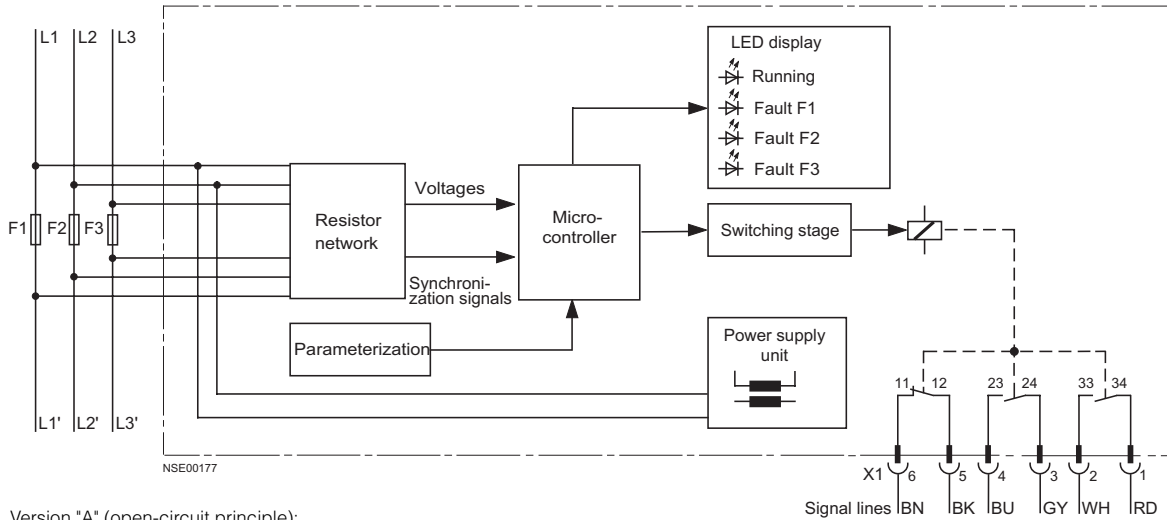 L1 L2 L3
LED display
Running
Fault F1
Fault F2
Fault F3
Voltages
F1 F2 F3
Resistor
network
Micro-
controller
Switching stage
Synchroni-
zation signals
Parameterization
Power supply
unit
11 12 23 24 33 34
L1' L2' L3'
NSE00177
X1 6 5 4 3 2 1
Signal lines BN BK BU GY WH RD
Version "A" (open-circuit principle):